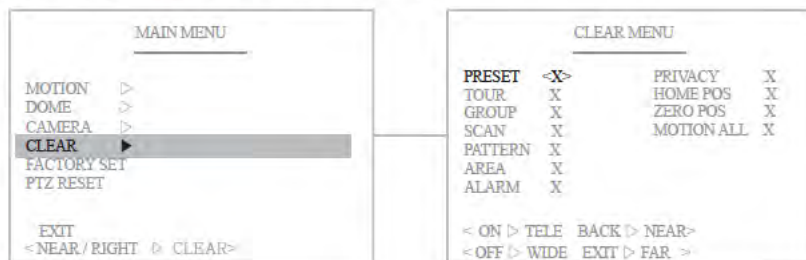 MAIN MENU
MOTION ▷
DOME ▷
CAMERA ▷
CLEAR ▶
FACTORY SET
PTZ RESET
EXIT
<NEAR / RIGHT ▷ CLEAR>
CLEAR MENU
PRESET <X> PRIVACY X
TOUR X HOME POS X
GROUP X ZERO POS X
SCAN X MOTION ALL X
PATTERN X
AREA X
ALARM X
< ON ▷ TELE BACK ▷ NEAR>
<OFF ▷ WIDE EXIT ▷ FAR >